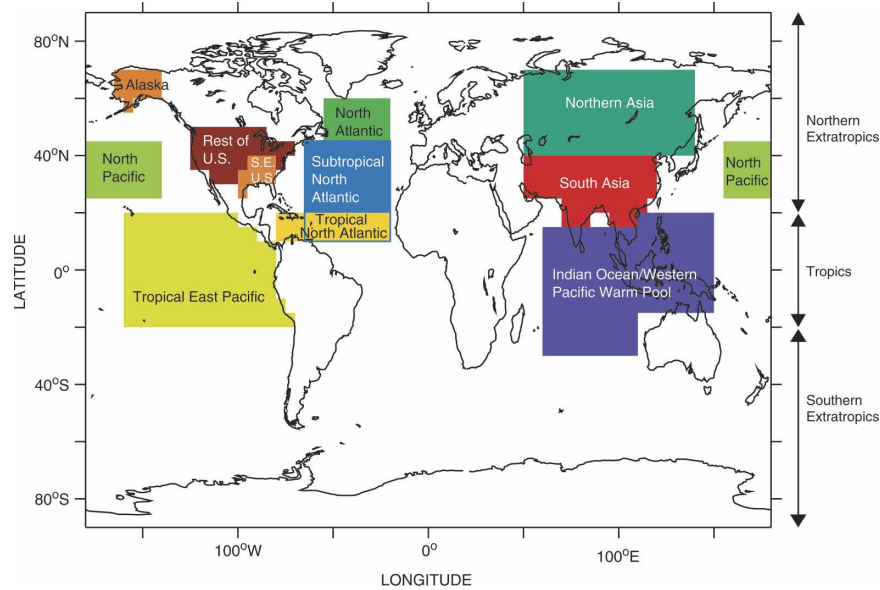 80°N
Alaska
Northern Asia
North
Atlantic
Rest of
U.S.
S.E.
U.S
40°N
North
Pacific
Subtropical
North
Atlantic
South Asia
North
Pacific
Tropical
North Atlantic
0°
Tropical East Pacific
Indian Ocean/Western
Pacific Warm Pool
40°S
80°S
LATITUDE
100°W
0°
100°E
LONGITUDE
Northern
Extratropics
Tropics
Southern
Extratropics